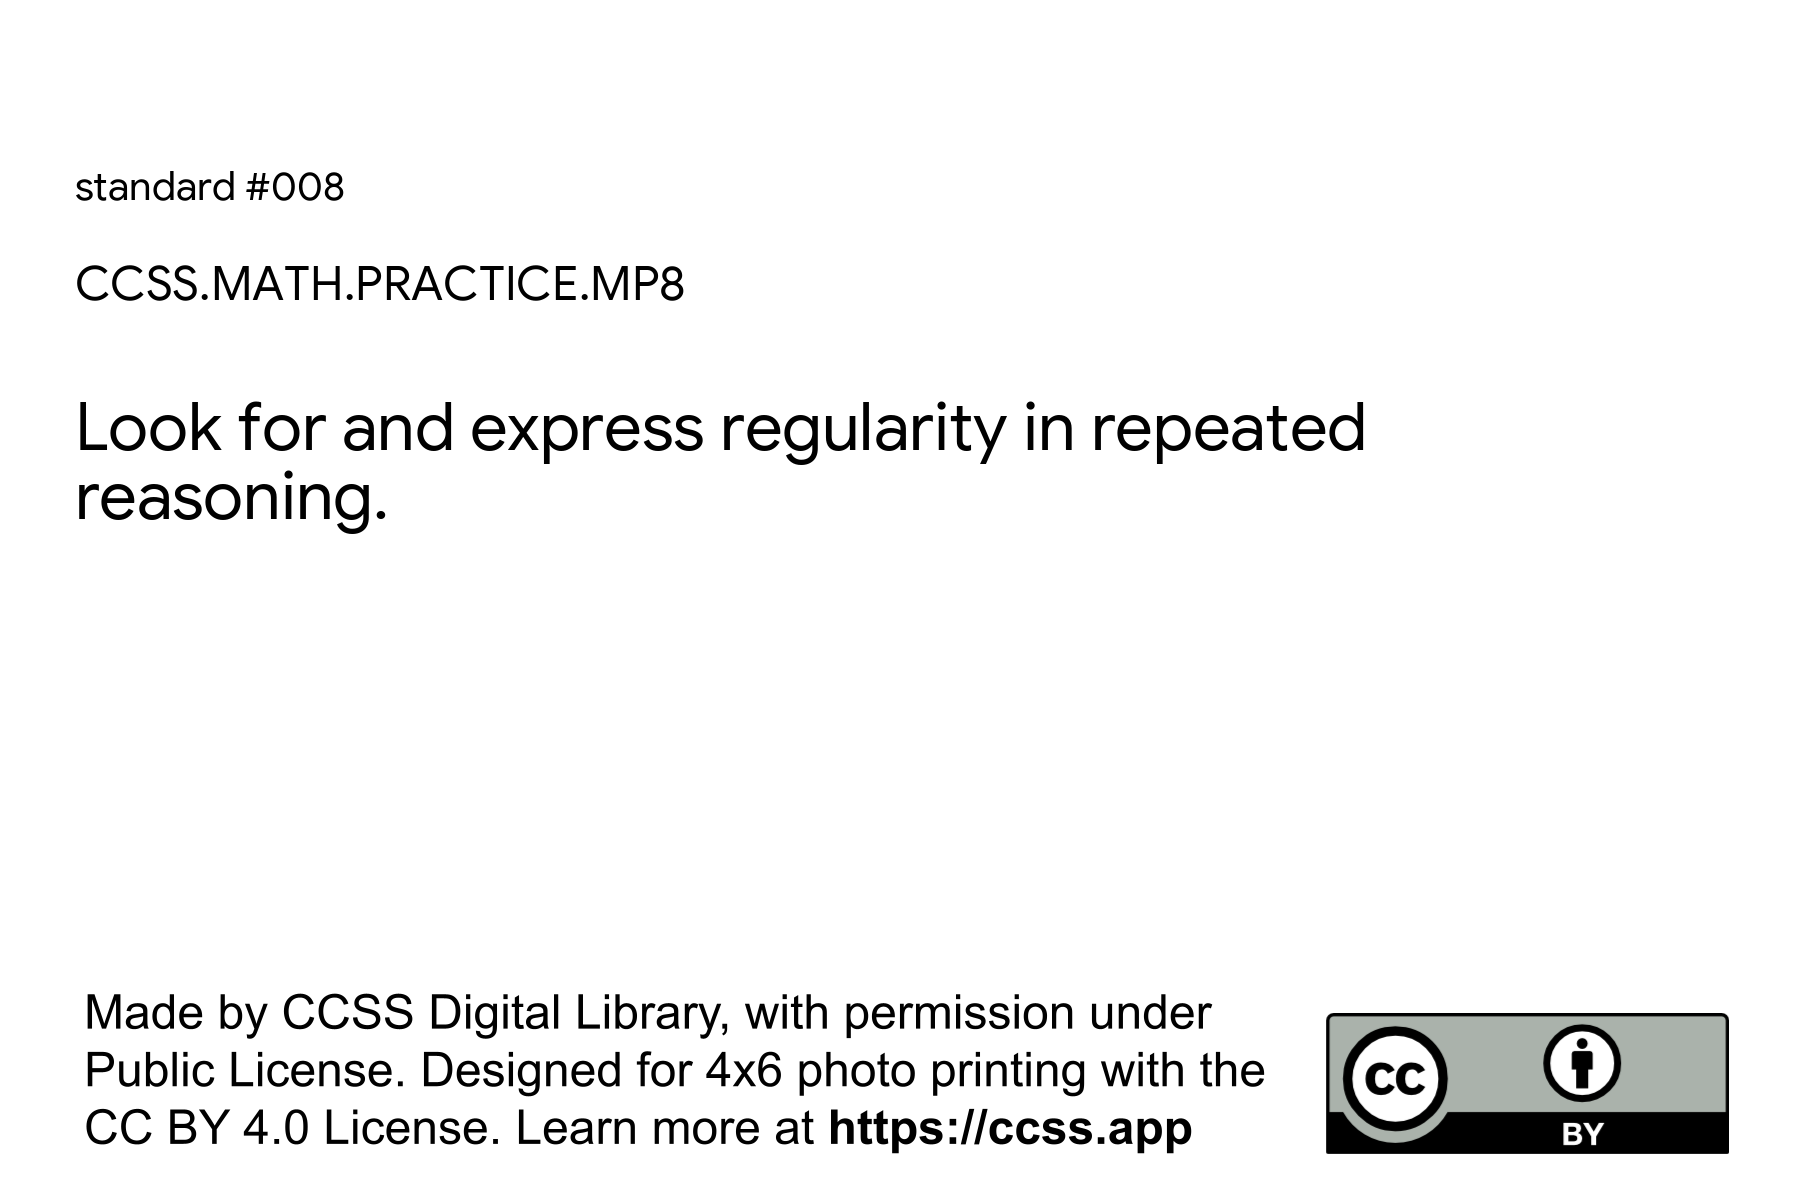 standard #008
CCSS.MATH.PRACTICE.MP8
Look for and express regularity in repeated
reasoning.
Made by CCSS Digital Library, with permission under
Public License. Designed for 4x6 photo printing with the
CC BY 4.0 License. Learn more at https://ccss.app
CC
BY